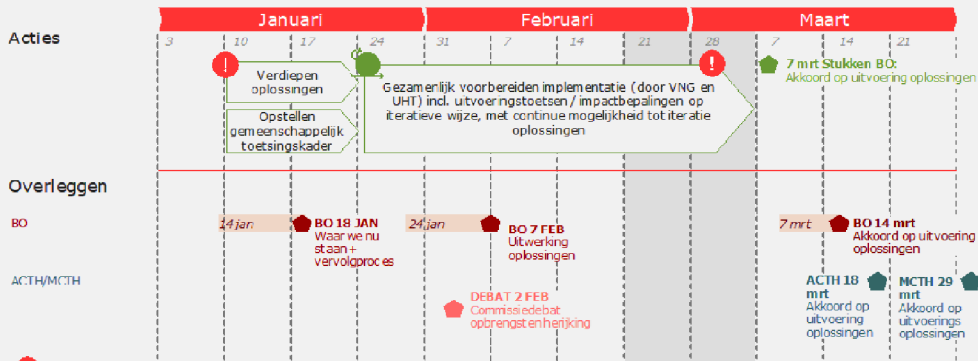 Januari Februari Maart
Acties
3 10 17 24 31 7 14 21 28 7 14 21
!
!
Verdiepen
oplossingen
Opstellen
gemeenschappelijk
toetsingskader
Gezamenlijk voorbereiden implementatie (door VNG en
UHT) incl. uitvoeringstoetsen / impactbepalingen op
iteratieve wijze, met continue mogelijkheid tot iteratie
oplossingen
7 mrt Stukken BO:
Akkoord op uitvoering oplossingen
Overleggen
BO
14 jan
BO 18 JAN
Waar we nu
staan+
vervolgproces
24 jan
BO 7 FEB
Uitwerking
oplossingen
7 mrt
BO 14 mrt
Akkoord op uitvoering
oplossingen
ACTH/MCTH
DEBAT 2 FEB
Commissiedebat
opbrengsten herijking
ACTH 18
mrt
Akkoord op
uitvoering
oplossingen
MCTH 29
mrt
Akkoord op
uitvoerings
oplossingen